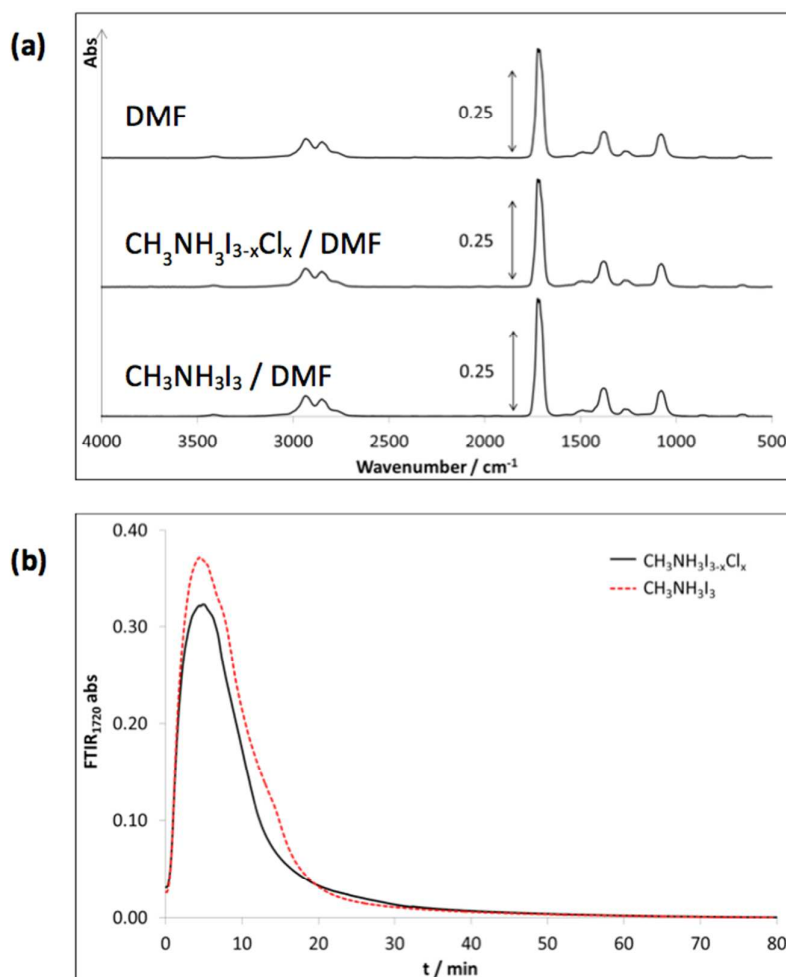 (a)
Abs
DMF
0.25
CH₃NH₃I₃₋ₓClₓ / DMF
0.25
CH₃NH₃I₃ / DMF
0.25
4000 3500 3000 2500 2000 1500 1000 500
Wavenumber / cm⁻¹
(b)
0.40
0.30
0.20
0.10
0.00
FTIR₁₇₂₀ abs
CH₃NH₃I₃₋ₓClₓ
CH₃NH₃I₃
0 10 20 30 40 50 60 70 80
t / min